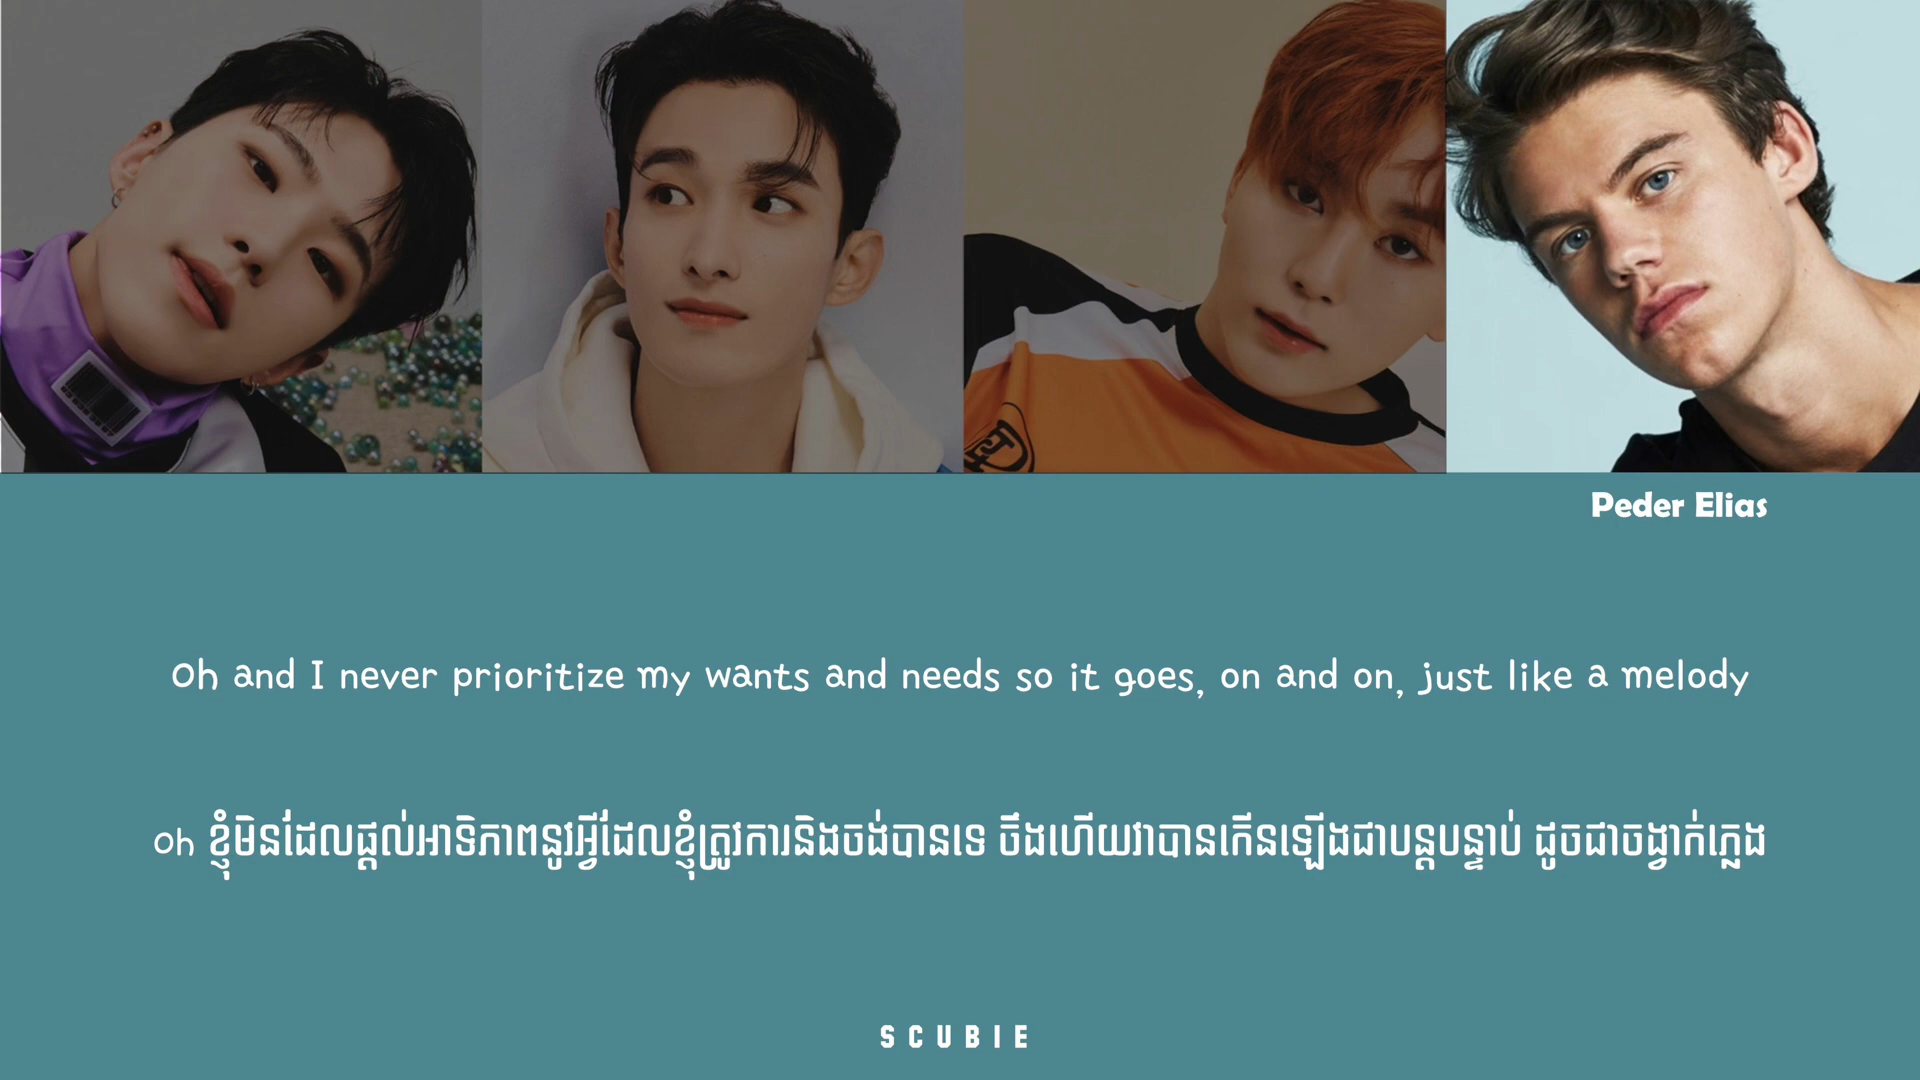 Peder Elias
Oh and I never prioritize my wants and needs so it goes, on and on, just like a melody
oh ខ្ញុំមិនដែលផ្ដល់អាទិភាពនូវអ្វីដែលខ្ញុំត្រូវការនិងចង់បានទេ ចឹងហើយវាបានកើនឡើងជាបន្តបន្ទាប់ ដូចជាចង្វាក់ភ្លេង
SCUBIE